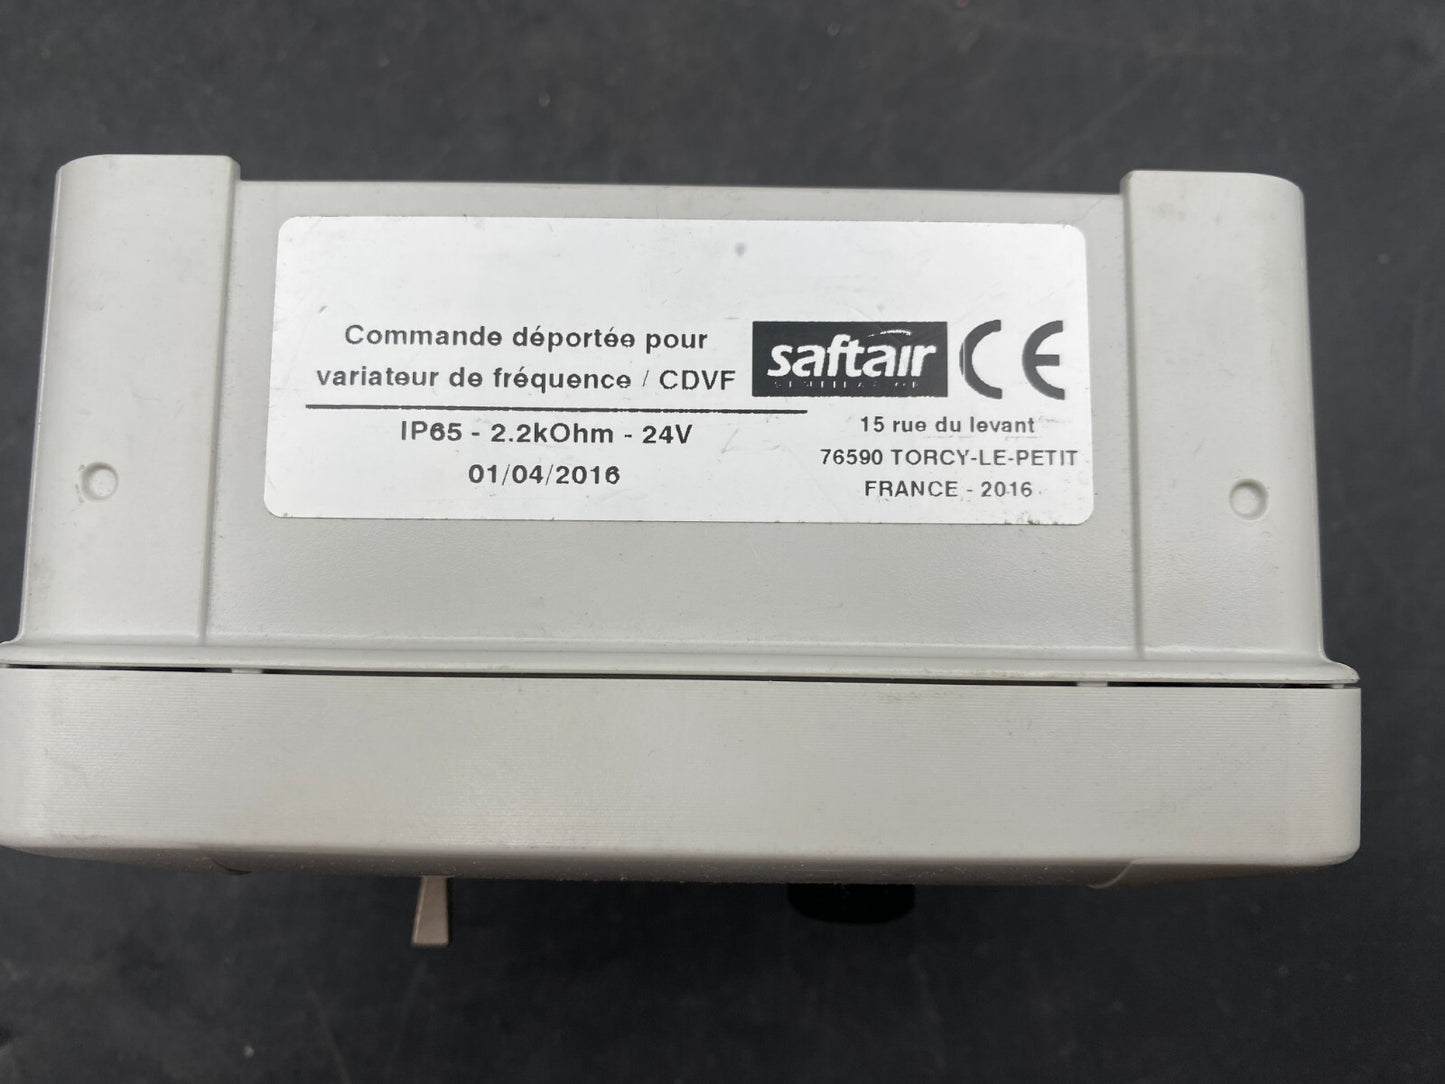 Commande déportée pour
variateur de fréquence / CDVF
IP65 - 2.2kOhm - 24V
01/04/2016
saftair
CE
15 rue du levant
76590 TORCY-LE-PETIT
FRANCE - 2016